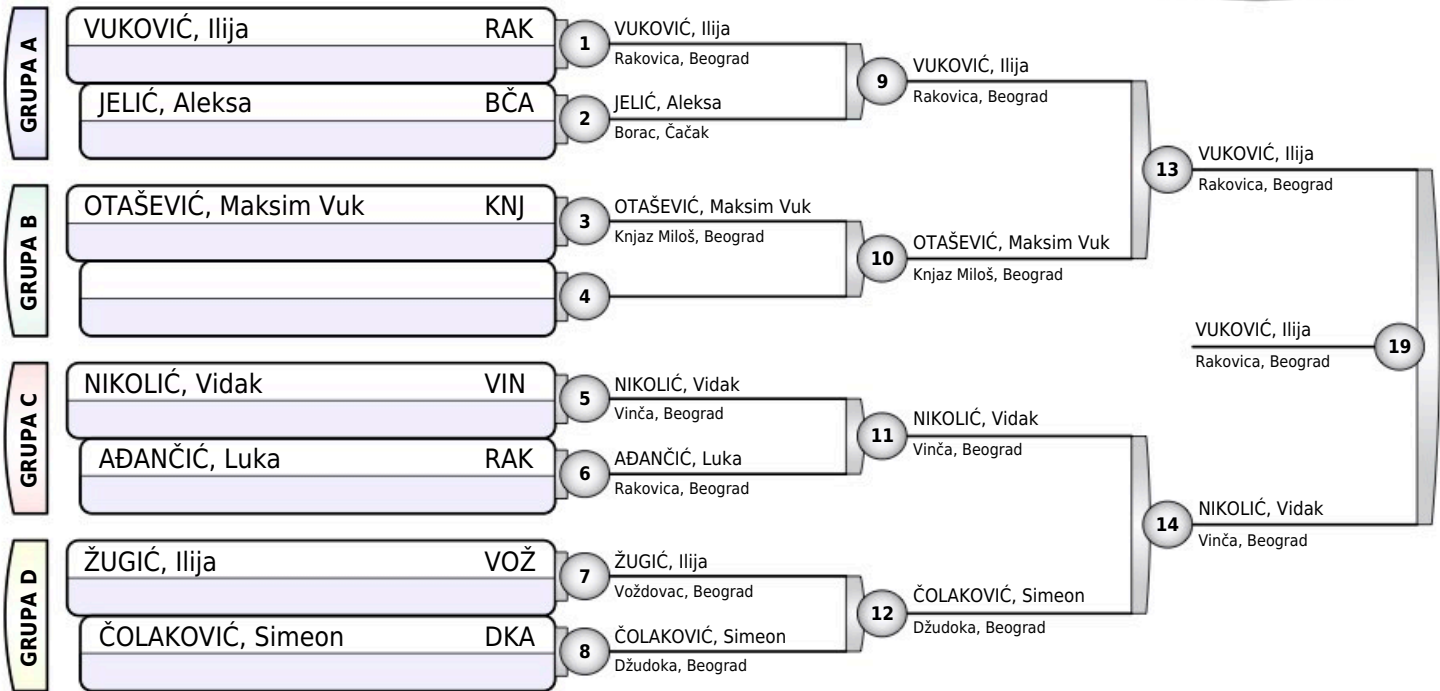 GRUPA A
VUKOVIĆ, Ilija RAK
JELIĆ, Aleksa BČA
1
VUKOVIĆ, Ilija
Rakovica, Beograd
2
JELIĆ, Aleksa
Borac, Čačak
9
VUKOVIĆ, Ilija
Rakovica, Beograd
GRUPA B
OTAŠEVIĆ, Maksim Vuk KNJ
3
OTAŠEVIĆ, Maksim Vuk
Knjaz Miloš, Beograd
4
10
OTAŠEVIĆ, Maksim Vuk
Knjaz Miloš, Beograd
13
VUKOVIĆ, Ilija
Rakovica, Beograd
GRUPA C
NIKOLIĆ, Vidak VIN
AĐANČIĆ, Luka RAK
5
NIKOLIĆ, Vidak
Vinča, Beograd
6
AĐANČIĆ, Luka
Rakovica, Beograd
11
NIKOLIĆ, Vidak
Vinča, Beograd
GRUPA D
ŽUGIĆ, Ilija VOŽ
ČOLAKOVIĆ, Simeon DKA
7
ŽUGIĆ, Ilija
Voždovac, Beograd
8
ČOLAKOVIĆ, Simeon
Džudoka, Beograd
12
ČOLAKOVIĆ, Simeon
Džudoka, Beograd
14
NIKOLIĆ, Vidak
Vinča, Beograd
VUKOVIĆ, Ilija
Rakovica, Beograd
19